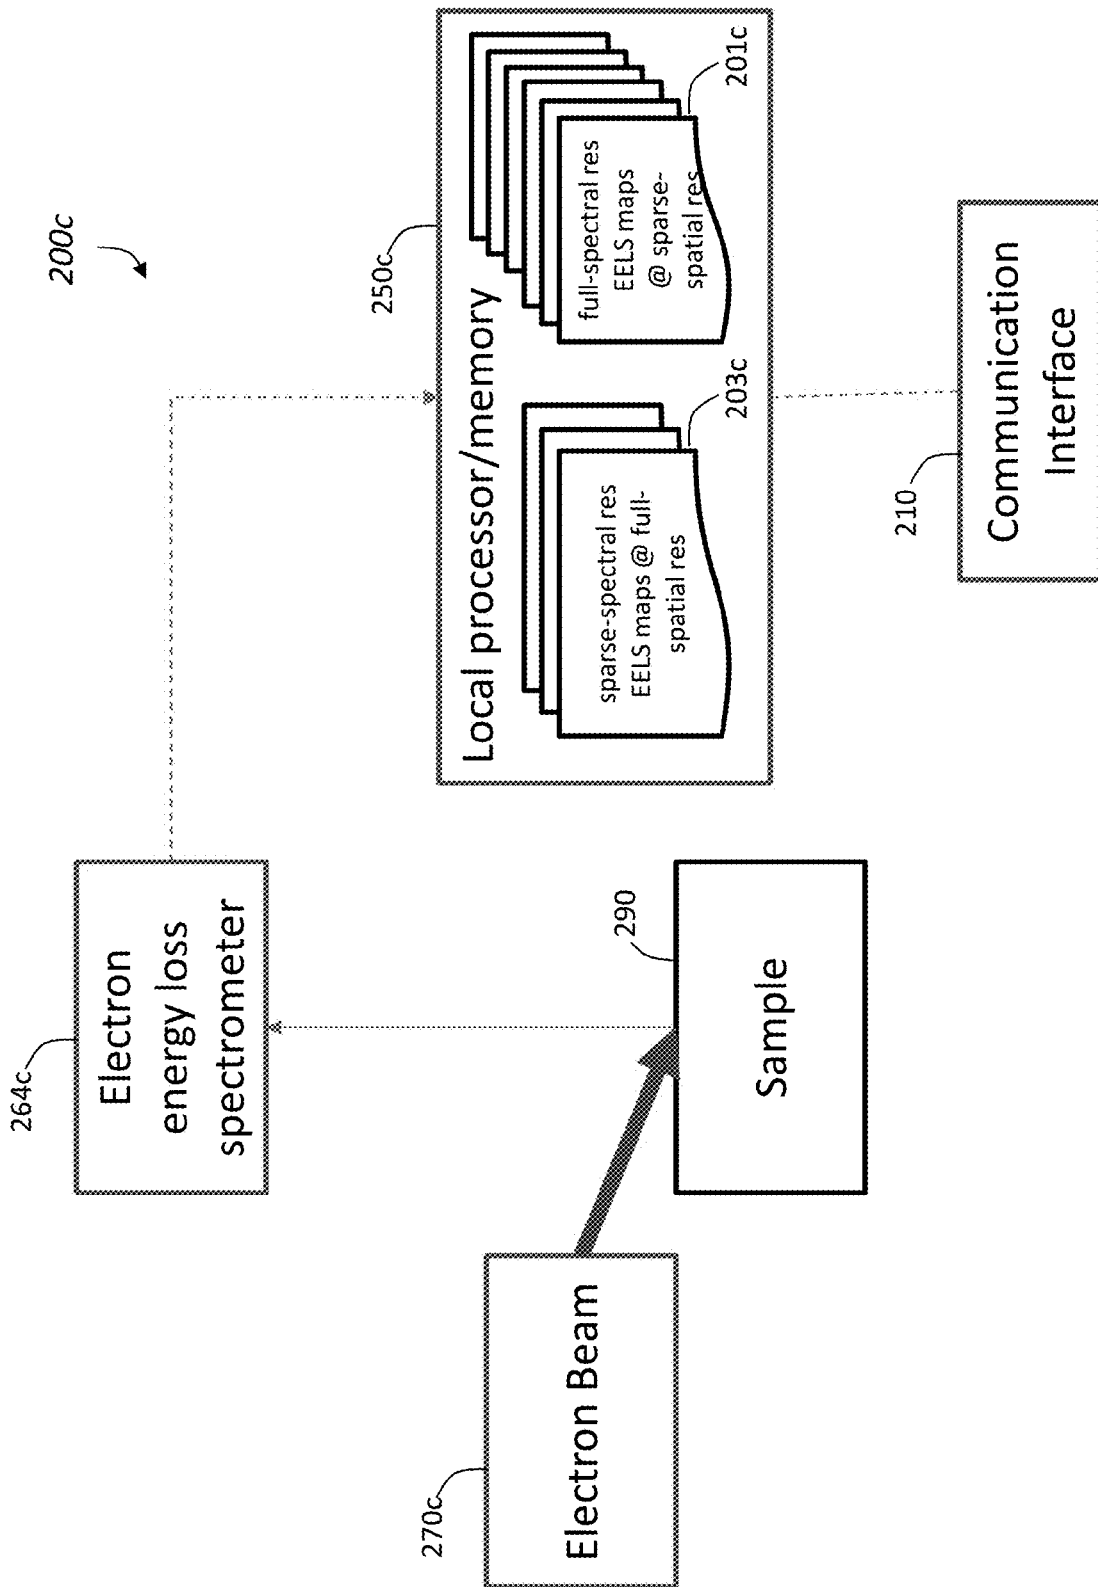 200c
264c
Electron
energy loss
spectrometer
270c
Electron Beam
290
Sample
250c
Local processor/memory
sparse-spectral res
EELS maps @ full-
spatial res
203c
full-spectral res
EELS maps
@ sparse-
spatial res
201c
210
Communication
Interface